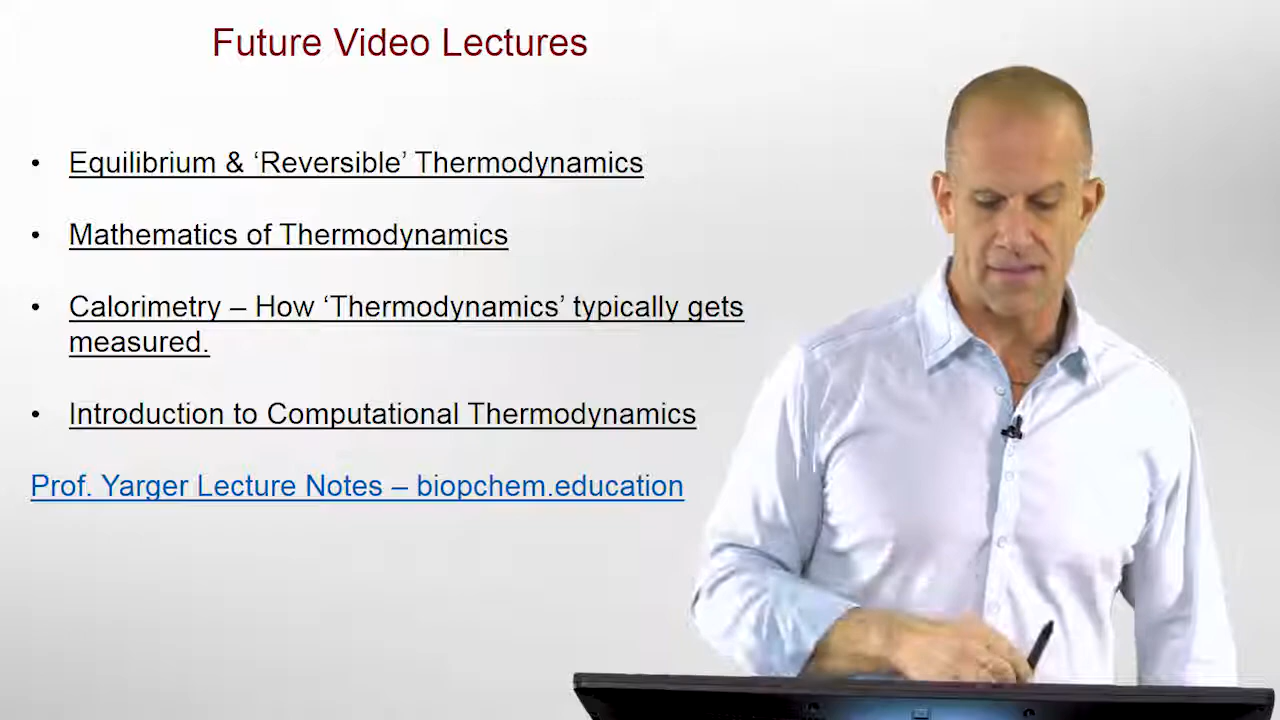 Future Video Lectures
• Equilibrium & ‘Reversible’ Thermodynamics
• Mathematics of Thermodynamics
• Calorimetry – How ‘Thermodynamics’ typically gets
measured.
• Introduction to Computational Thermodynamics
Prof. Yarger Lecture Notes – biopchem.education